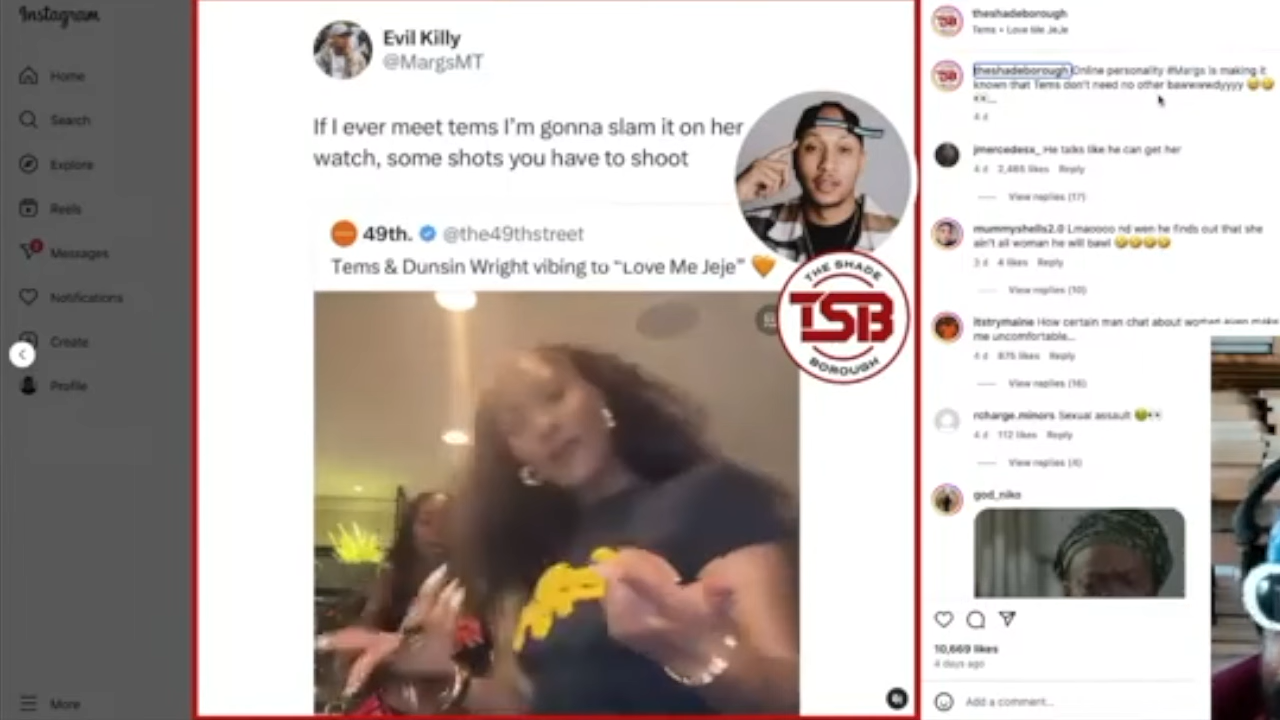 Instagram
Home
Search
Explore
Reels
Messages
Notifications
Create
Profile
More
Evil Killy
@MargsMT
If I ever meet tems I'm gonna slam it on her
watch, some shots you have to shoot
49th. @the49thstreet
Tems & Dunsin Wright vibing to "Love Me Jeje" 🧡
THE SHADE
TSB
BOROUGH
theshadeborough
Tems • Love Me JeJe
theshadeborough Online personality #Margs is making it
known that Tems don't need no other bawwwwdyyyy 🤣🤣
👀...
4 d
jmercedesx_ He talks like he can get her
4 d 2,465 likes Reply
View replies (17)
mummyshells2.0 Lmaoooo nd wen he finds out that she
ain't all woman he will bawl 🤣🤣🤣🤣
3 d 4 likes Reply
View replies (10)
itstrymaine How certain man chat about women even make
me uncomfortable...
4 d 875 likes Reply
View replies (16)
rcharge.minors Sexual assault 🤢👀
4 d 112 likes Reply
View replies (4)
god_niko
10,669 likes
4 days ago
Add a comment...